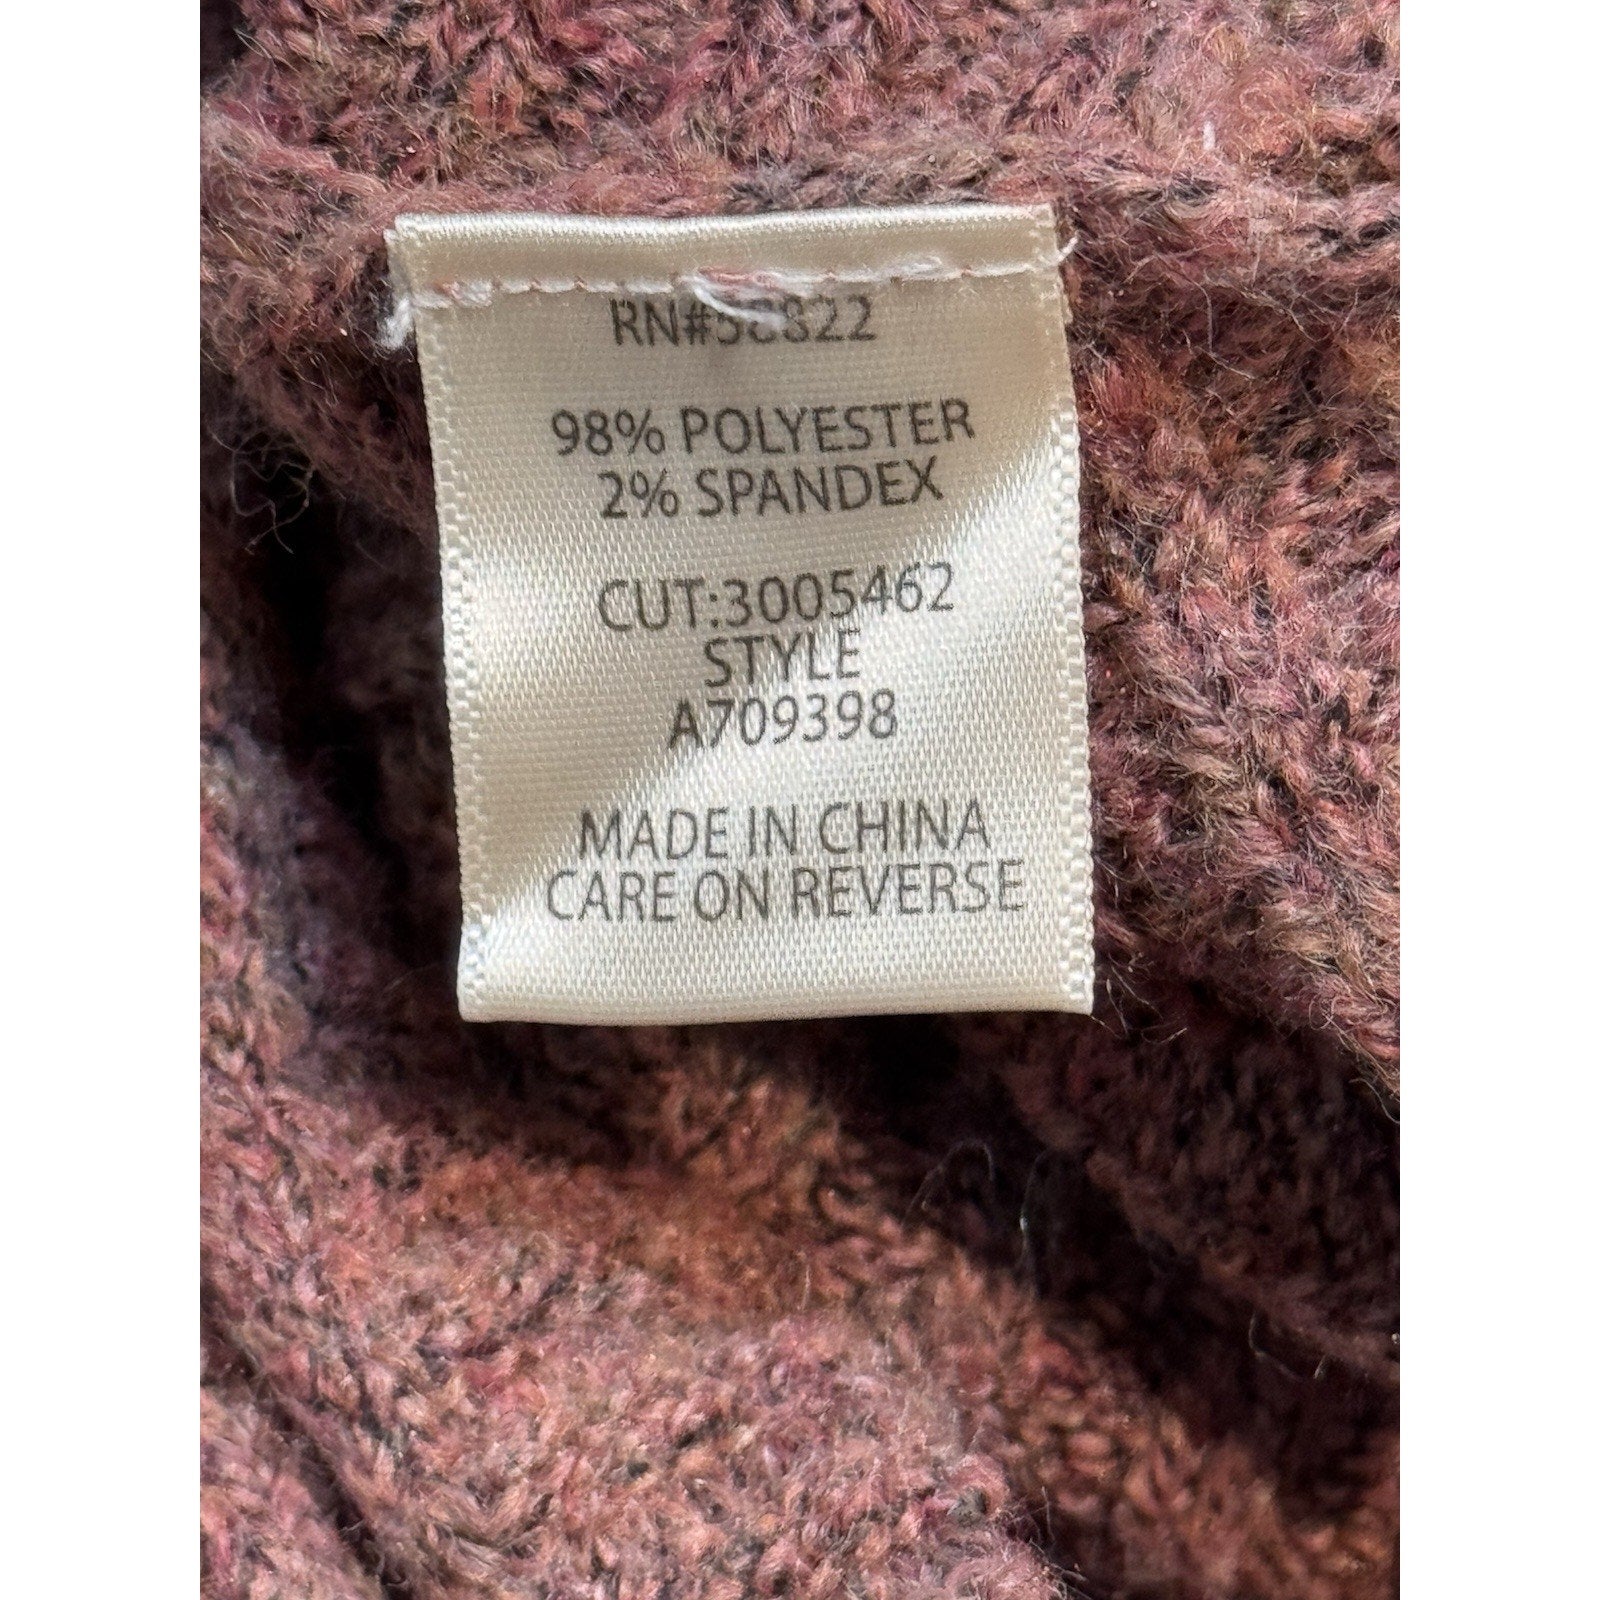 RN#58822
98% POLYESTER
2% SPANDEX
CUT:3005462
STYLE
A709398
MADE IN CHINA
CARE ON REVERSE